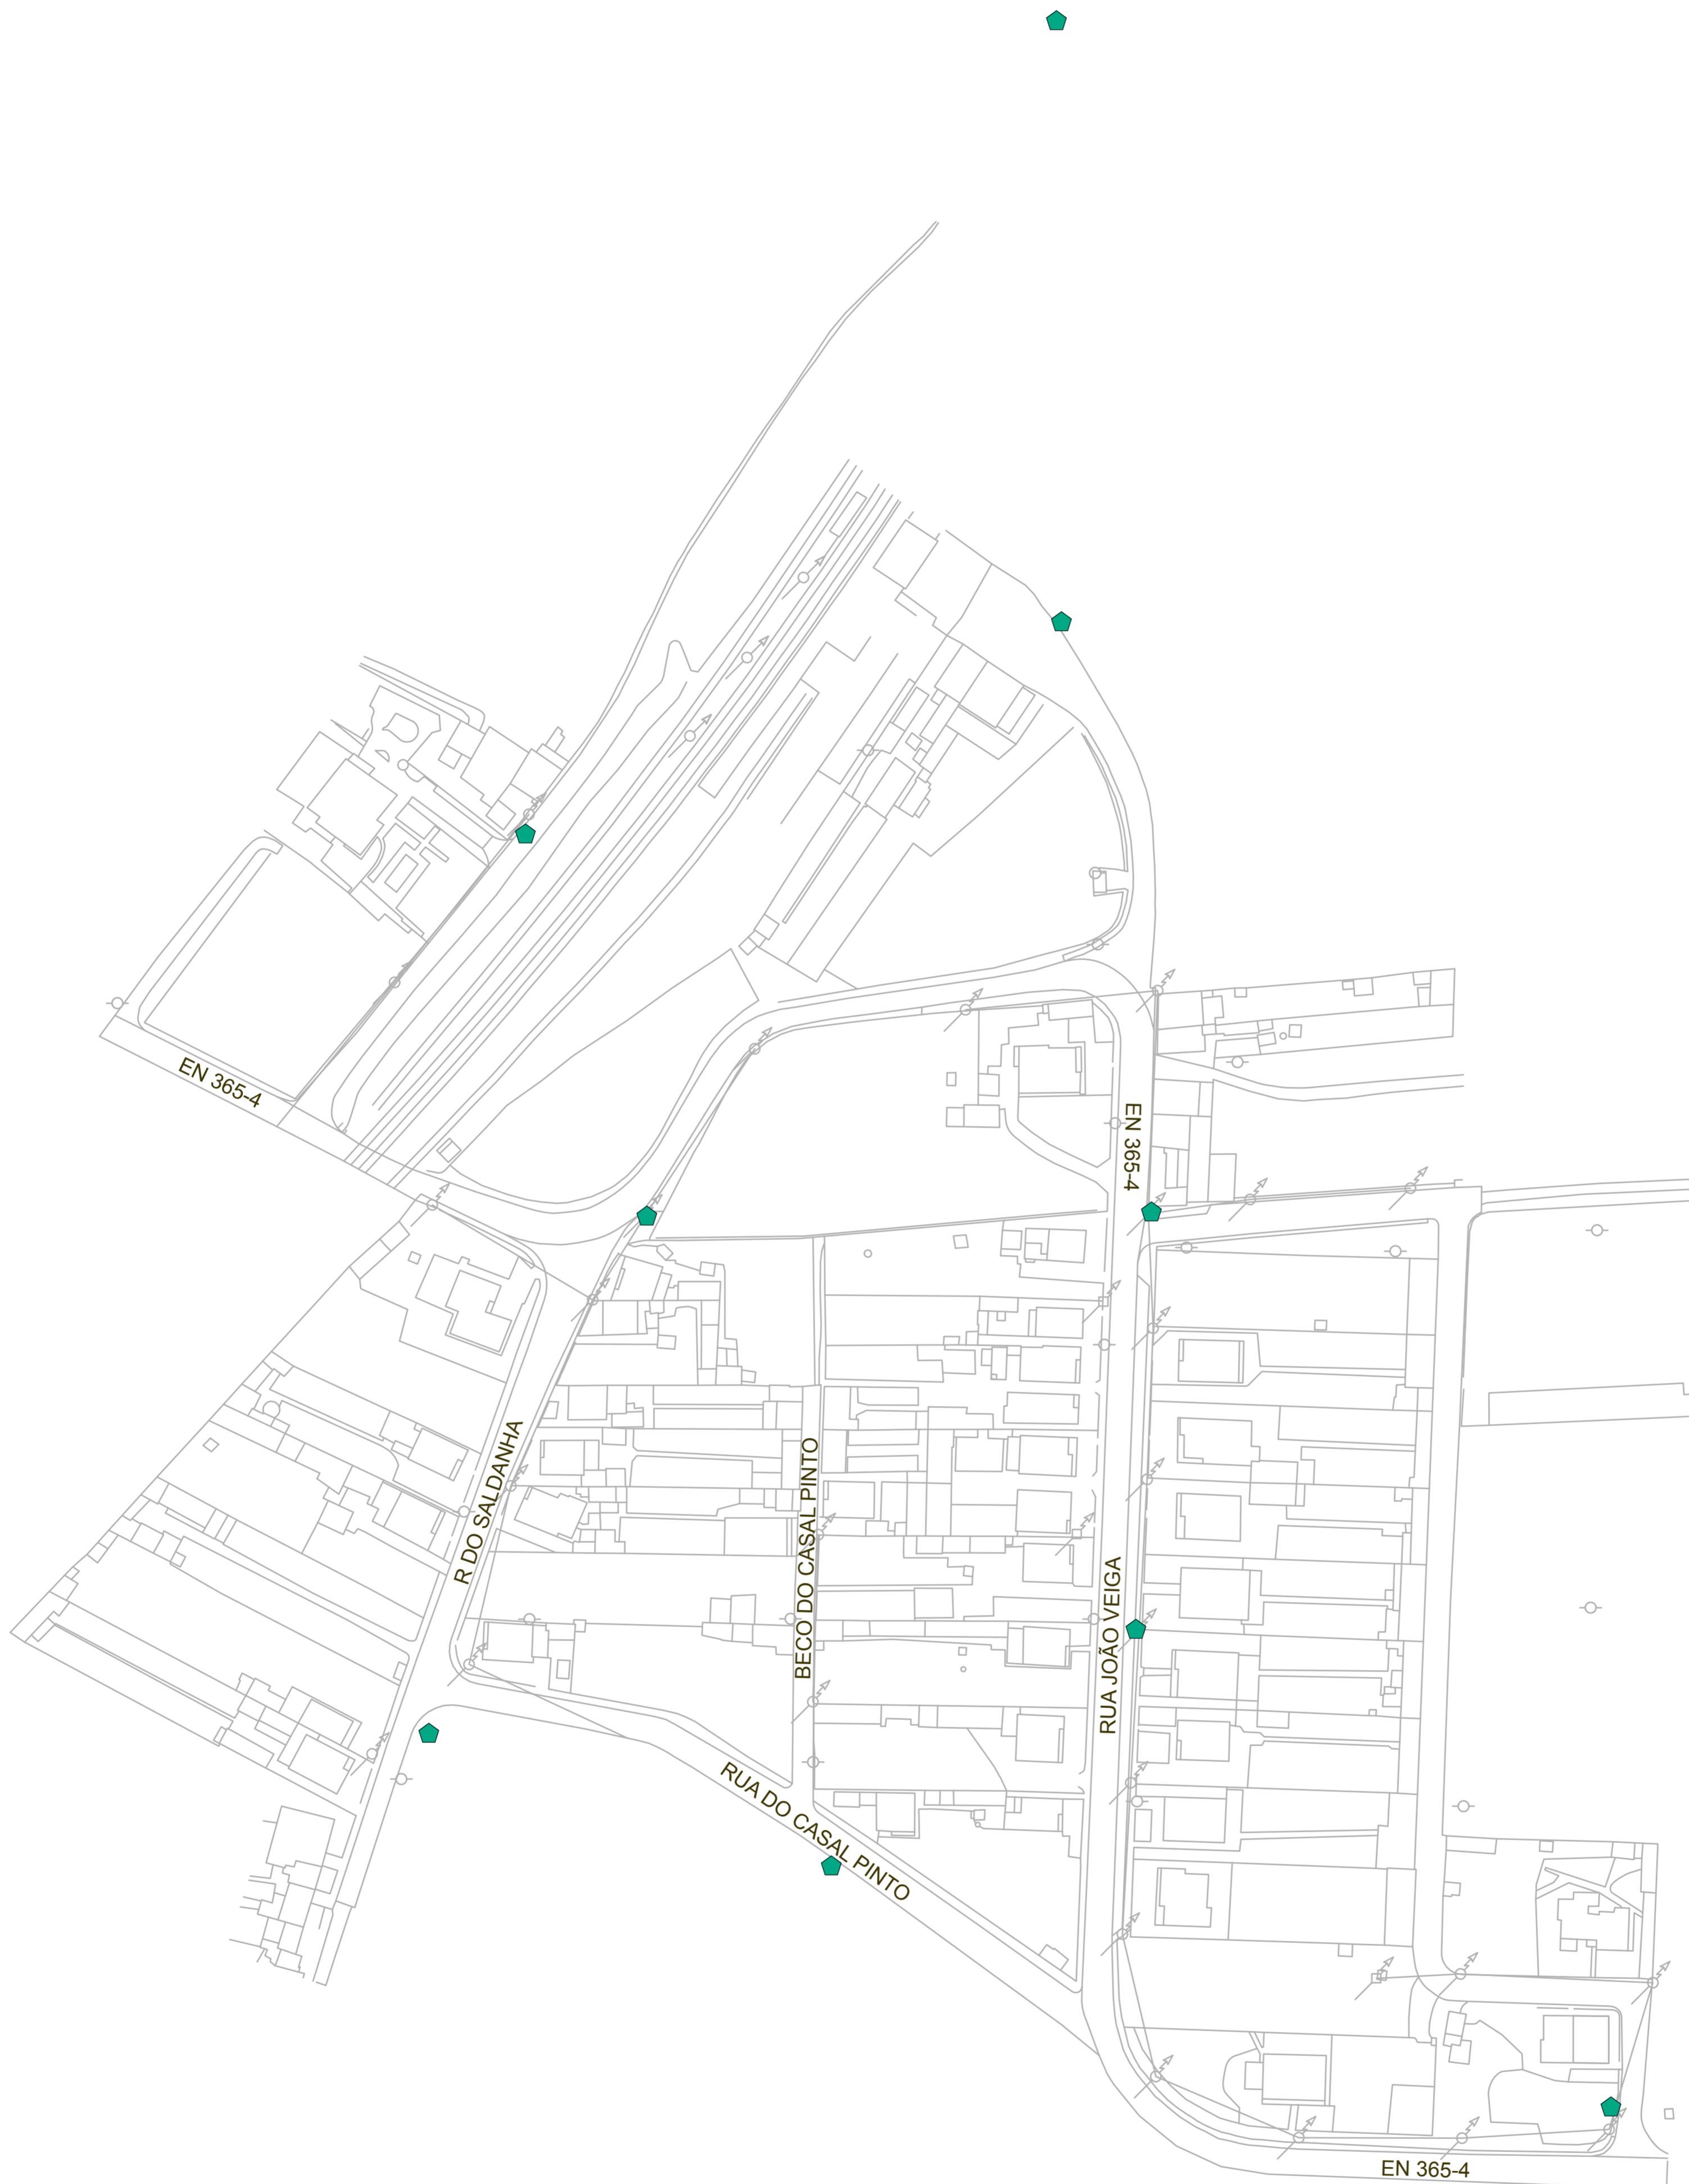 EN 365-4
EN 365-4
R DO SALDANHA
BECO DO CASAL PINTO
RUA JOÃO VEIGA
RUA DO CASAL PINTO
EN 365-4